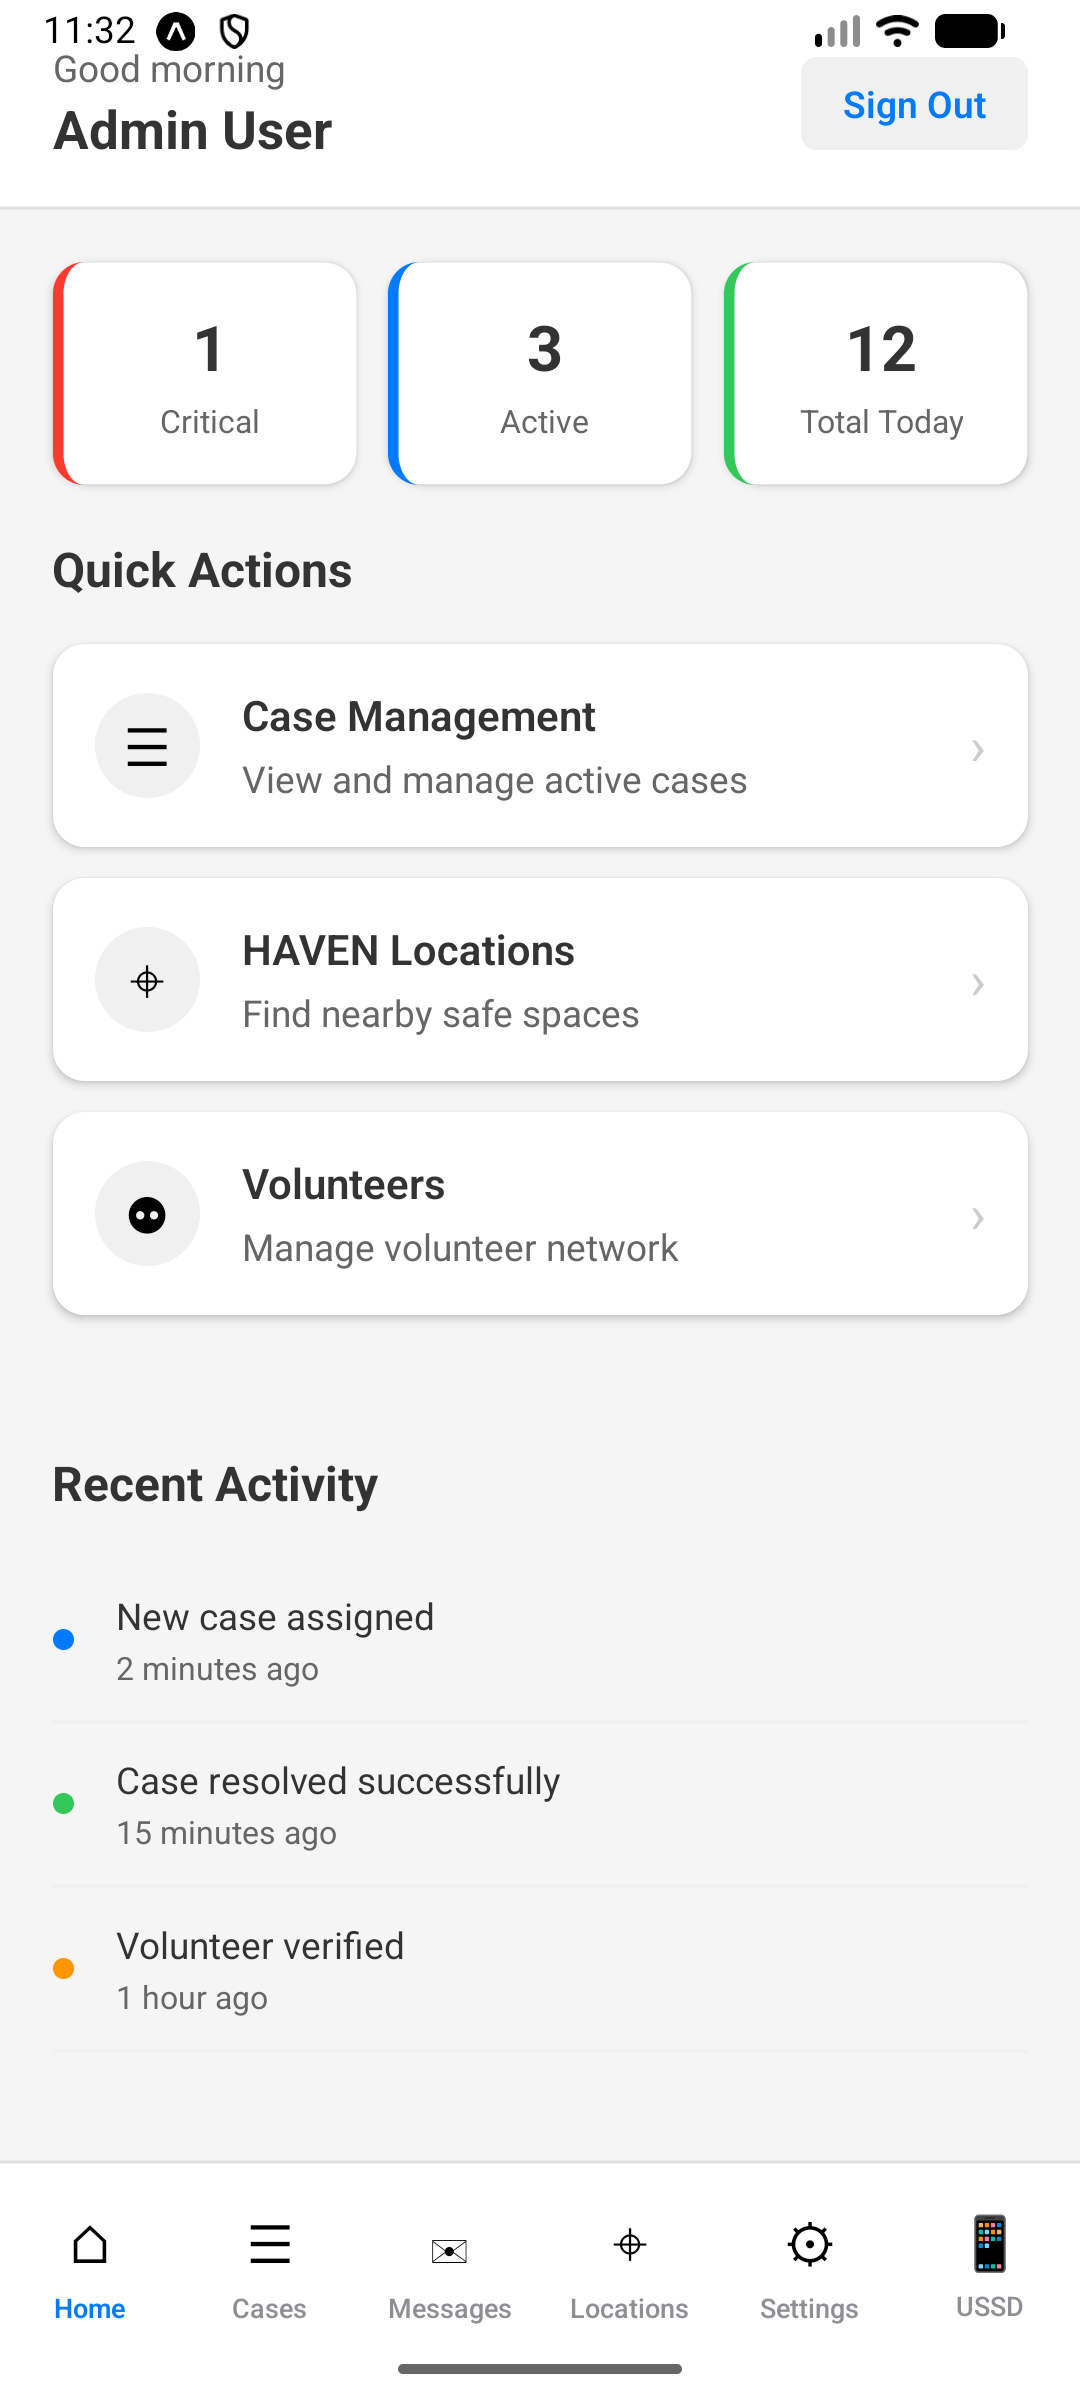 11:32
Good morning
Admin User
Sign Out
1
Critical
3
Active
12
Total Today
Quick Actions
Case Management
View and manage active cases
HAVEN Locations
Find nearby safe spaces
Volunteers
Manage volunteer network
Recent Activity
New case assigned
2 minutes ago
Case resolved successfully
15 minutes ago
Volunteer verified
1 hour ago
Home
Cases
Messages
Locations
Settings
USSD